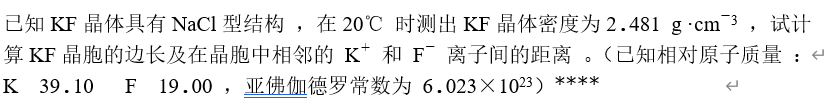 已知 KF 晶体具有 NaCl 型结构 ，在 20℃ 时测出 KF 晶体密度为 2.481 g·cm⁻³ ，试计
算 KF 晶胞的边长及在晶胞中相邻的 K⁺ 和 F⁻ 离子间的距离 。（已知相对原子质量 ：↵
K 39.10 F 19.00 ，亚佛伽德罗常数为 6.023×10²³）**** ↵